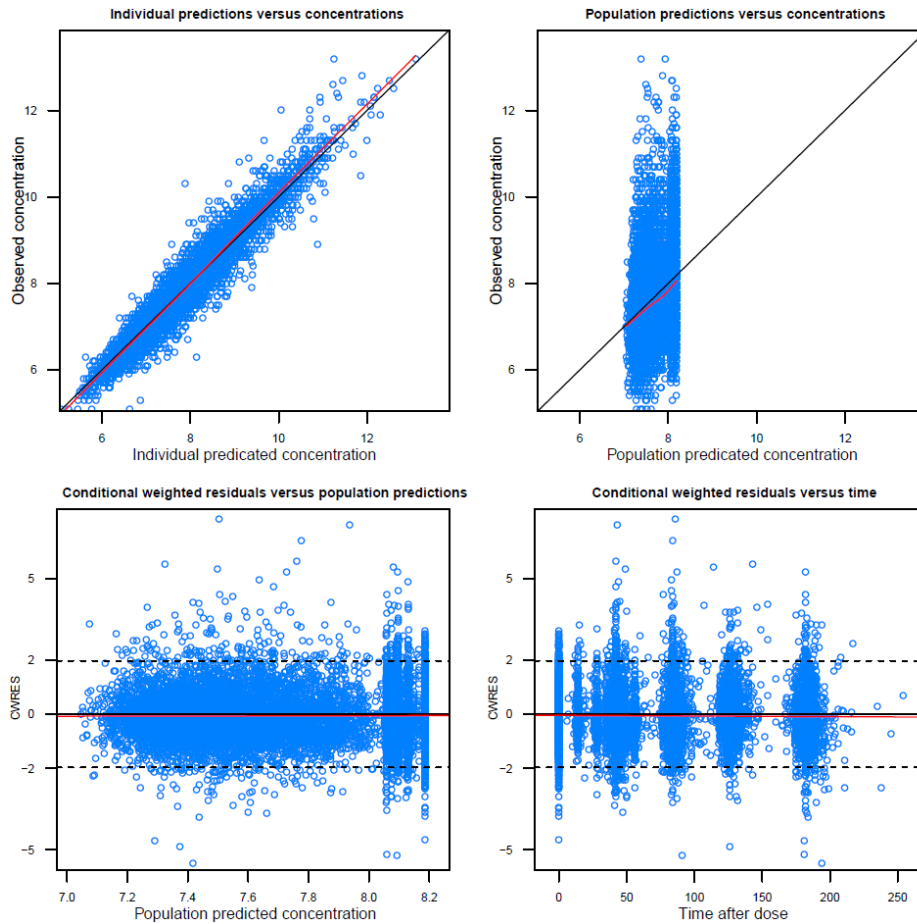 Individual predictions versus concentrations
Observed concentration
12
10
8
6
6 8 10 12
Individual predicated concentration
Population predictions versus concentrations
Observed concentration
12
10
8
6
6 8 10 12
Population predicated concentration
Conditional weighted residuals versus population predictions
CWRES
5
2
0
−2
−5
7.0 7.2 7.4 7.6 7.8 8.0 8.2
Population predicted concentration
Conditional weighted residuals versus time
CWRES
5
2
0
−2
−5
0 50 100 150 200 250
Time after dose